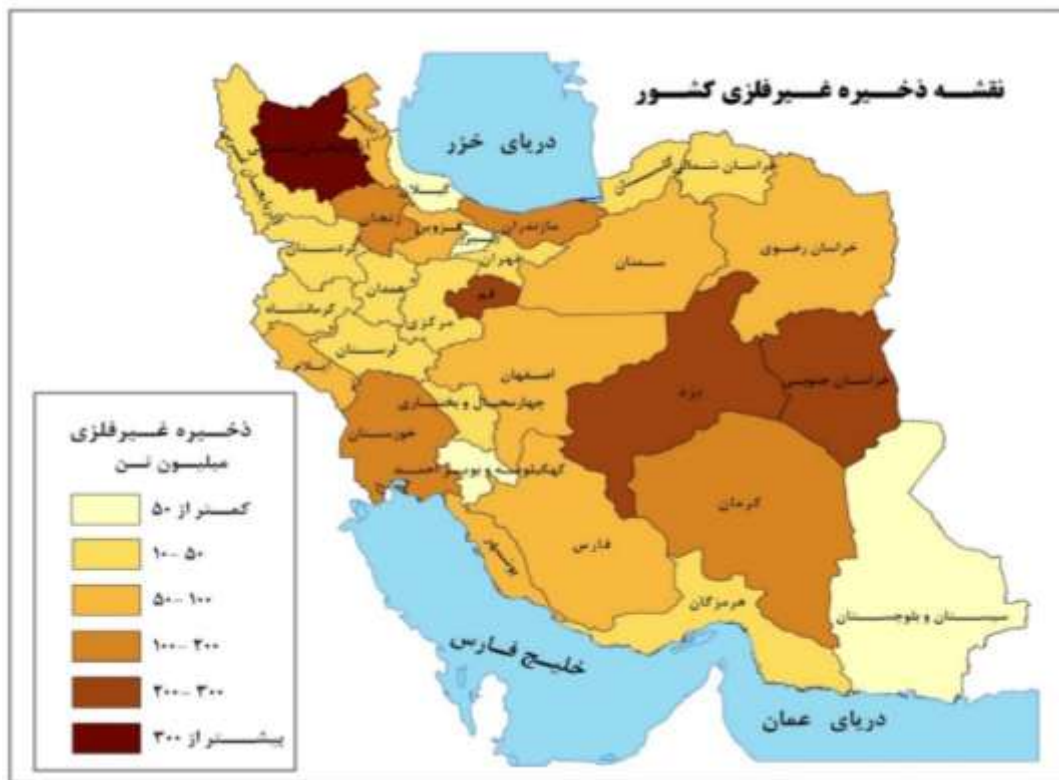 نقشه ذخیره غیرفلزی کشور
دریای خزر
خراسان شمالی
گیلان
زنجان
قزوین
مازندران
تهران
سمنان
خراسان رضوی
کردستان
همدان
قم
کرمانشاه
مرکزی
لرستان
ایلام
اصفهان
یزد
خراسان جنوبی
چهارمحال و بختیاری
خوزستان
کهگیلویه و بویر احمد
کرمان
فارس
بوشهر
هرمزگان
سیستان و بلوچستان
خلیج فارس
دریای عمان
ذخیره غیرفلزی
میلیون تن
کمتر از ۵۰
۱۰-۵۰
۵۰-۱۰۰
۱۰۰-۲۰۰
۲۰۰-۳۰۰
بیشتر از ۳۰۰